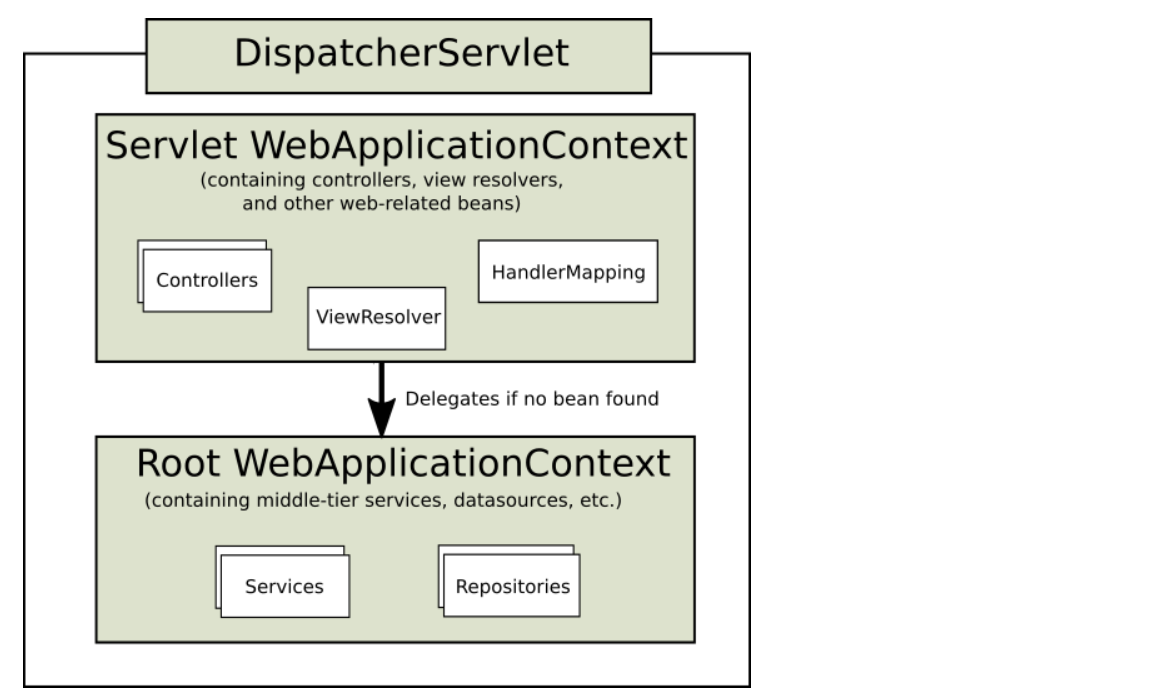 DispatcherServlet
Servlet WebApplicationContext
(containing controllers, view resolvers,
and other web-related beans)
Controllers
ViewResolver
HandlerMapping
Delegates if no bean found
Root WebApplicationContext
(containing middle-tier services, datasources, etc.)
Services
Repositories